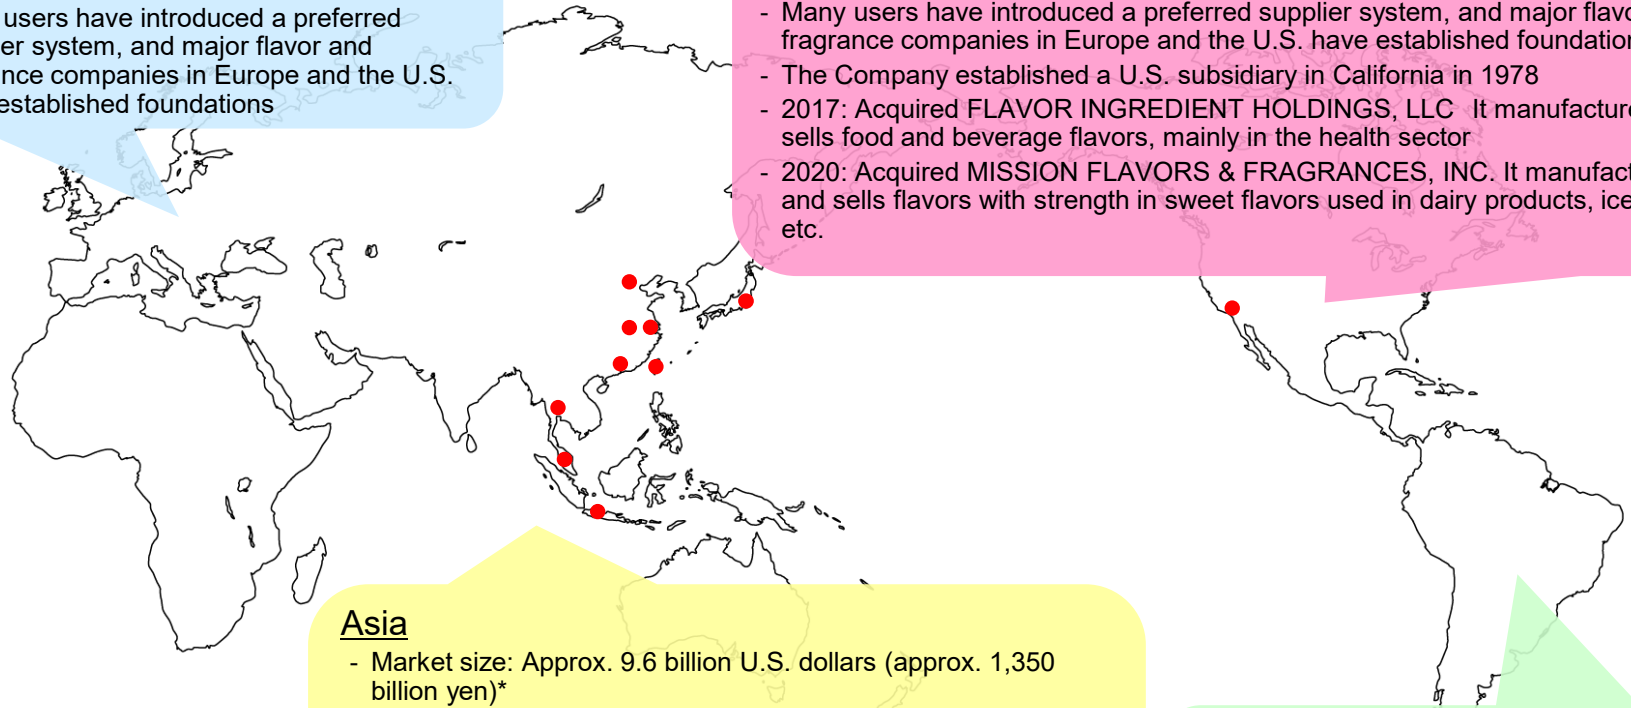 users have introduced a preferred
er system, and major flavor and
nce companies in Europe and the U.S.
established foundations
- Many users have introduced a preferred supplier system, and major flavo
fragrance companies in Europe and the U.S. have established foundation
- The Company established a U.S. subsidiary in California in 1978
- 2017: Acquired FLAVOR INGREDIENT HOLDINGS, LLC It manufacture
sells food and beverage flavors, mainly in the health sector
- 2020: Acquired MISSION FLAVORS & FRAGRANCES, INC. It manufact
and sells flavors with strength in sweet flavors used in dairy products, ice
etc.
Asia
- Market size: Approx. 9.6 billion U.S. dollars (approx. 1,350
billion yen)*